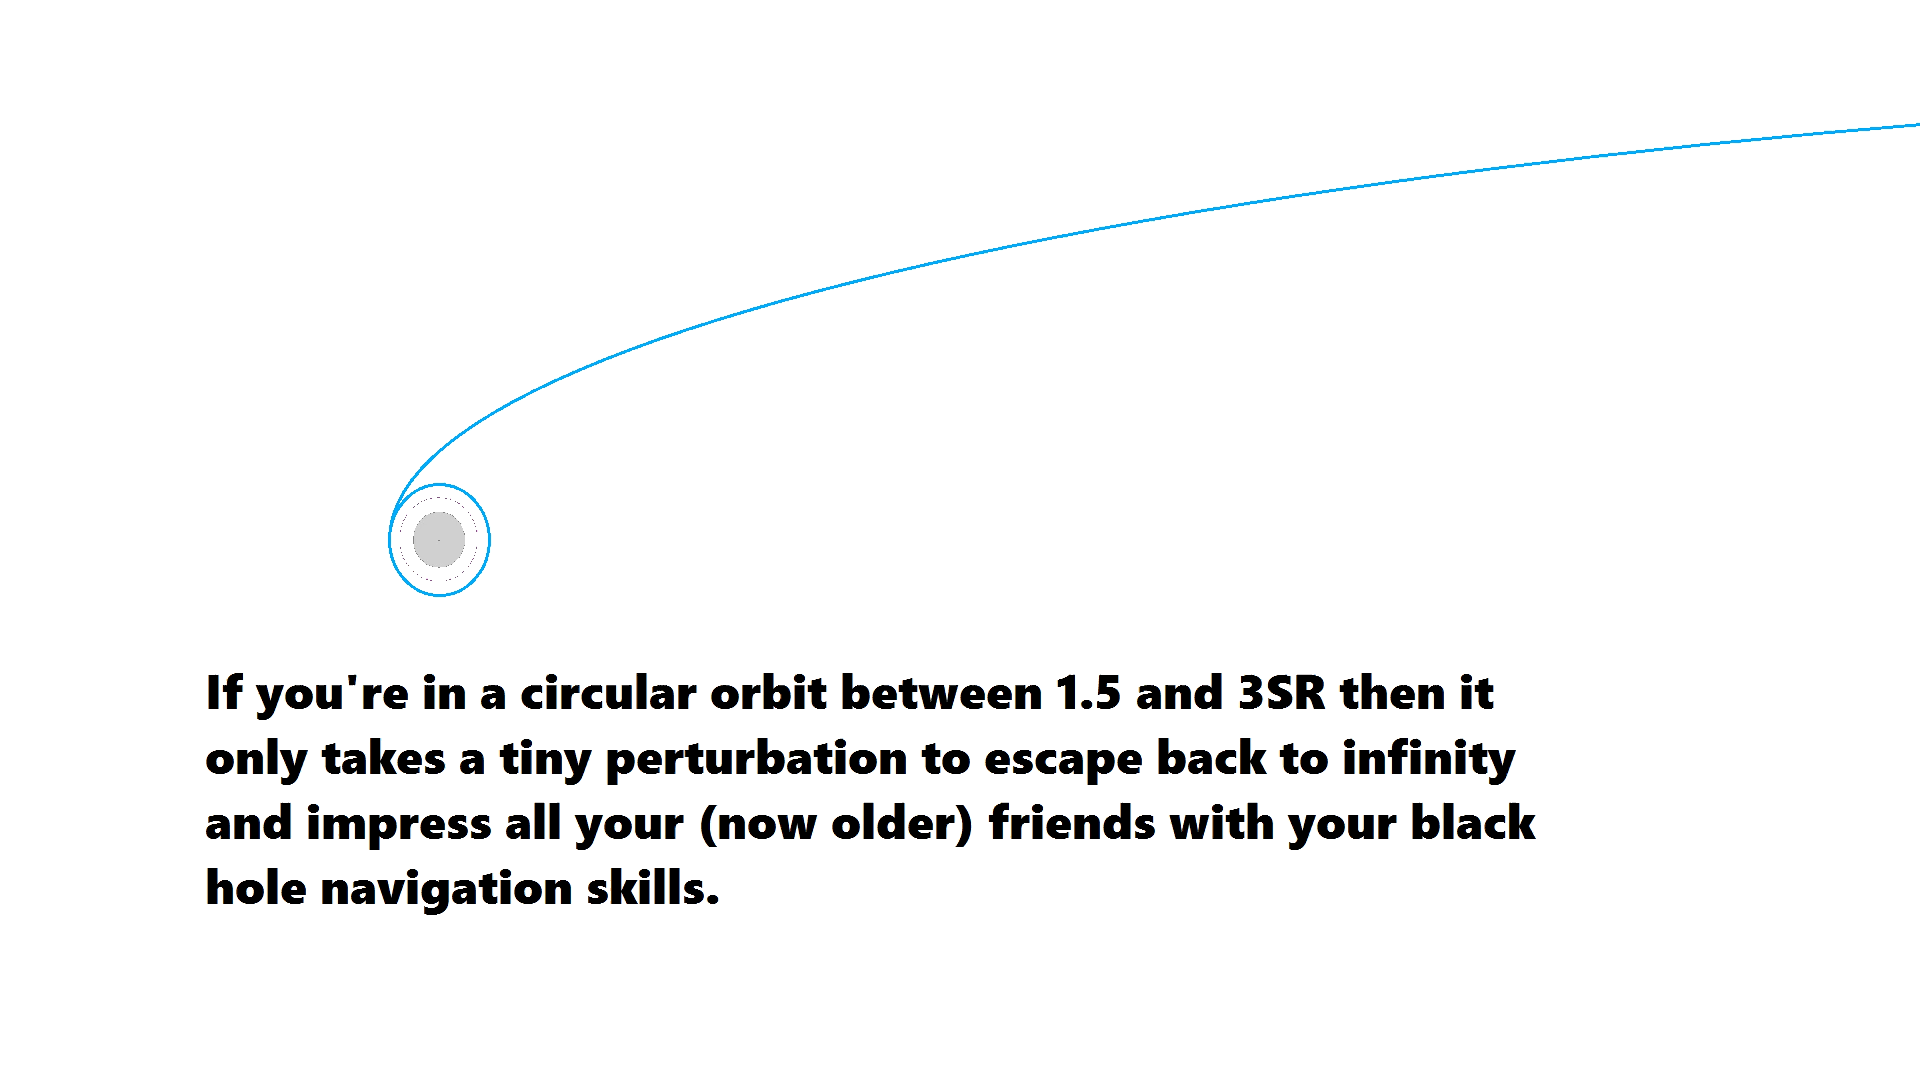 If you're in a circular orbit between 1.5 and 3SR then it
only takes a tiny perturbation to escape back to infinity
and impress all your (now older) friends with your black
hole navigation skills.